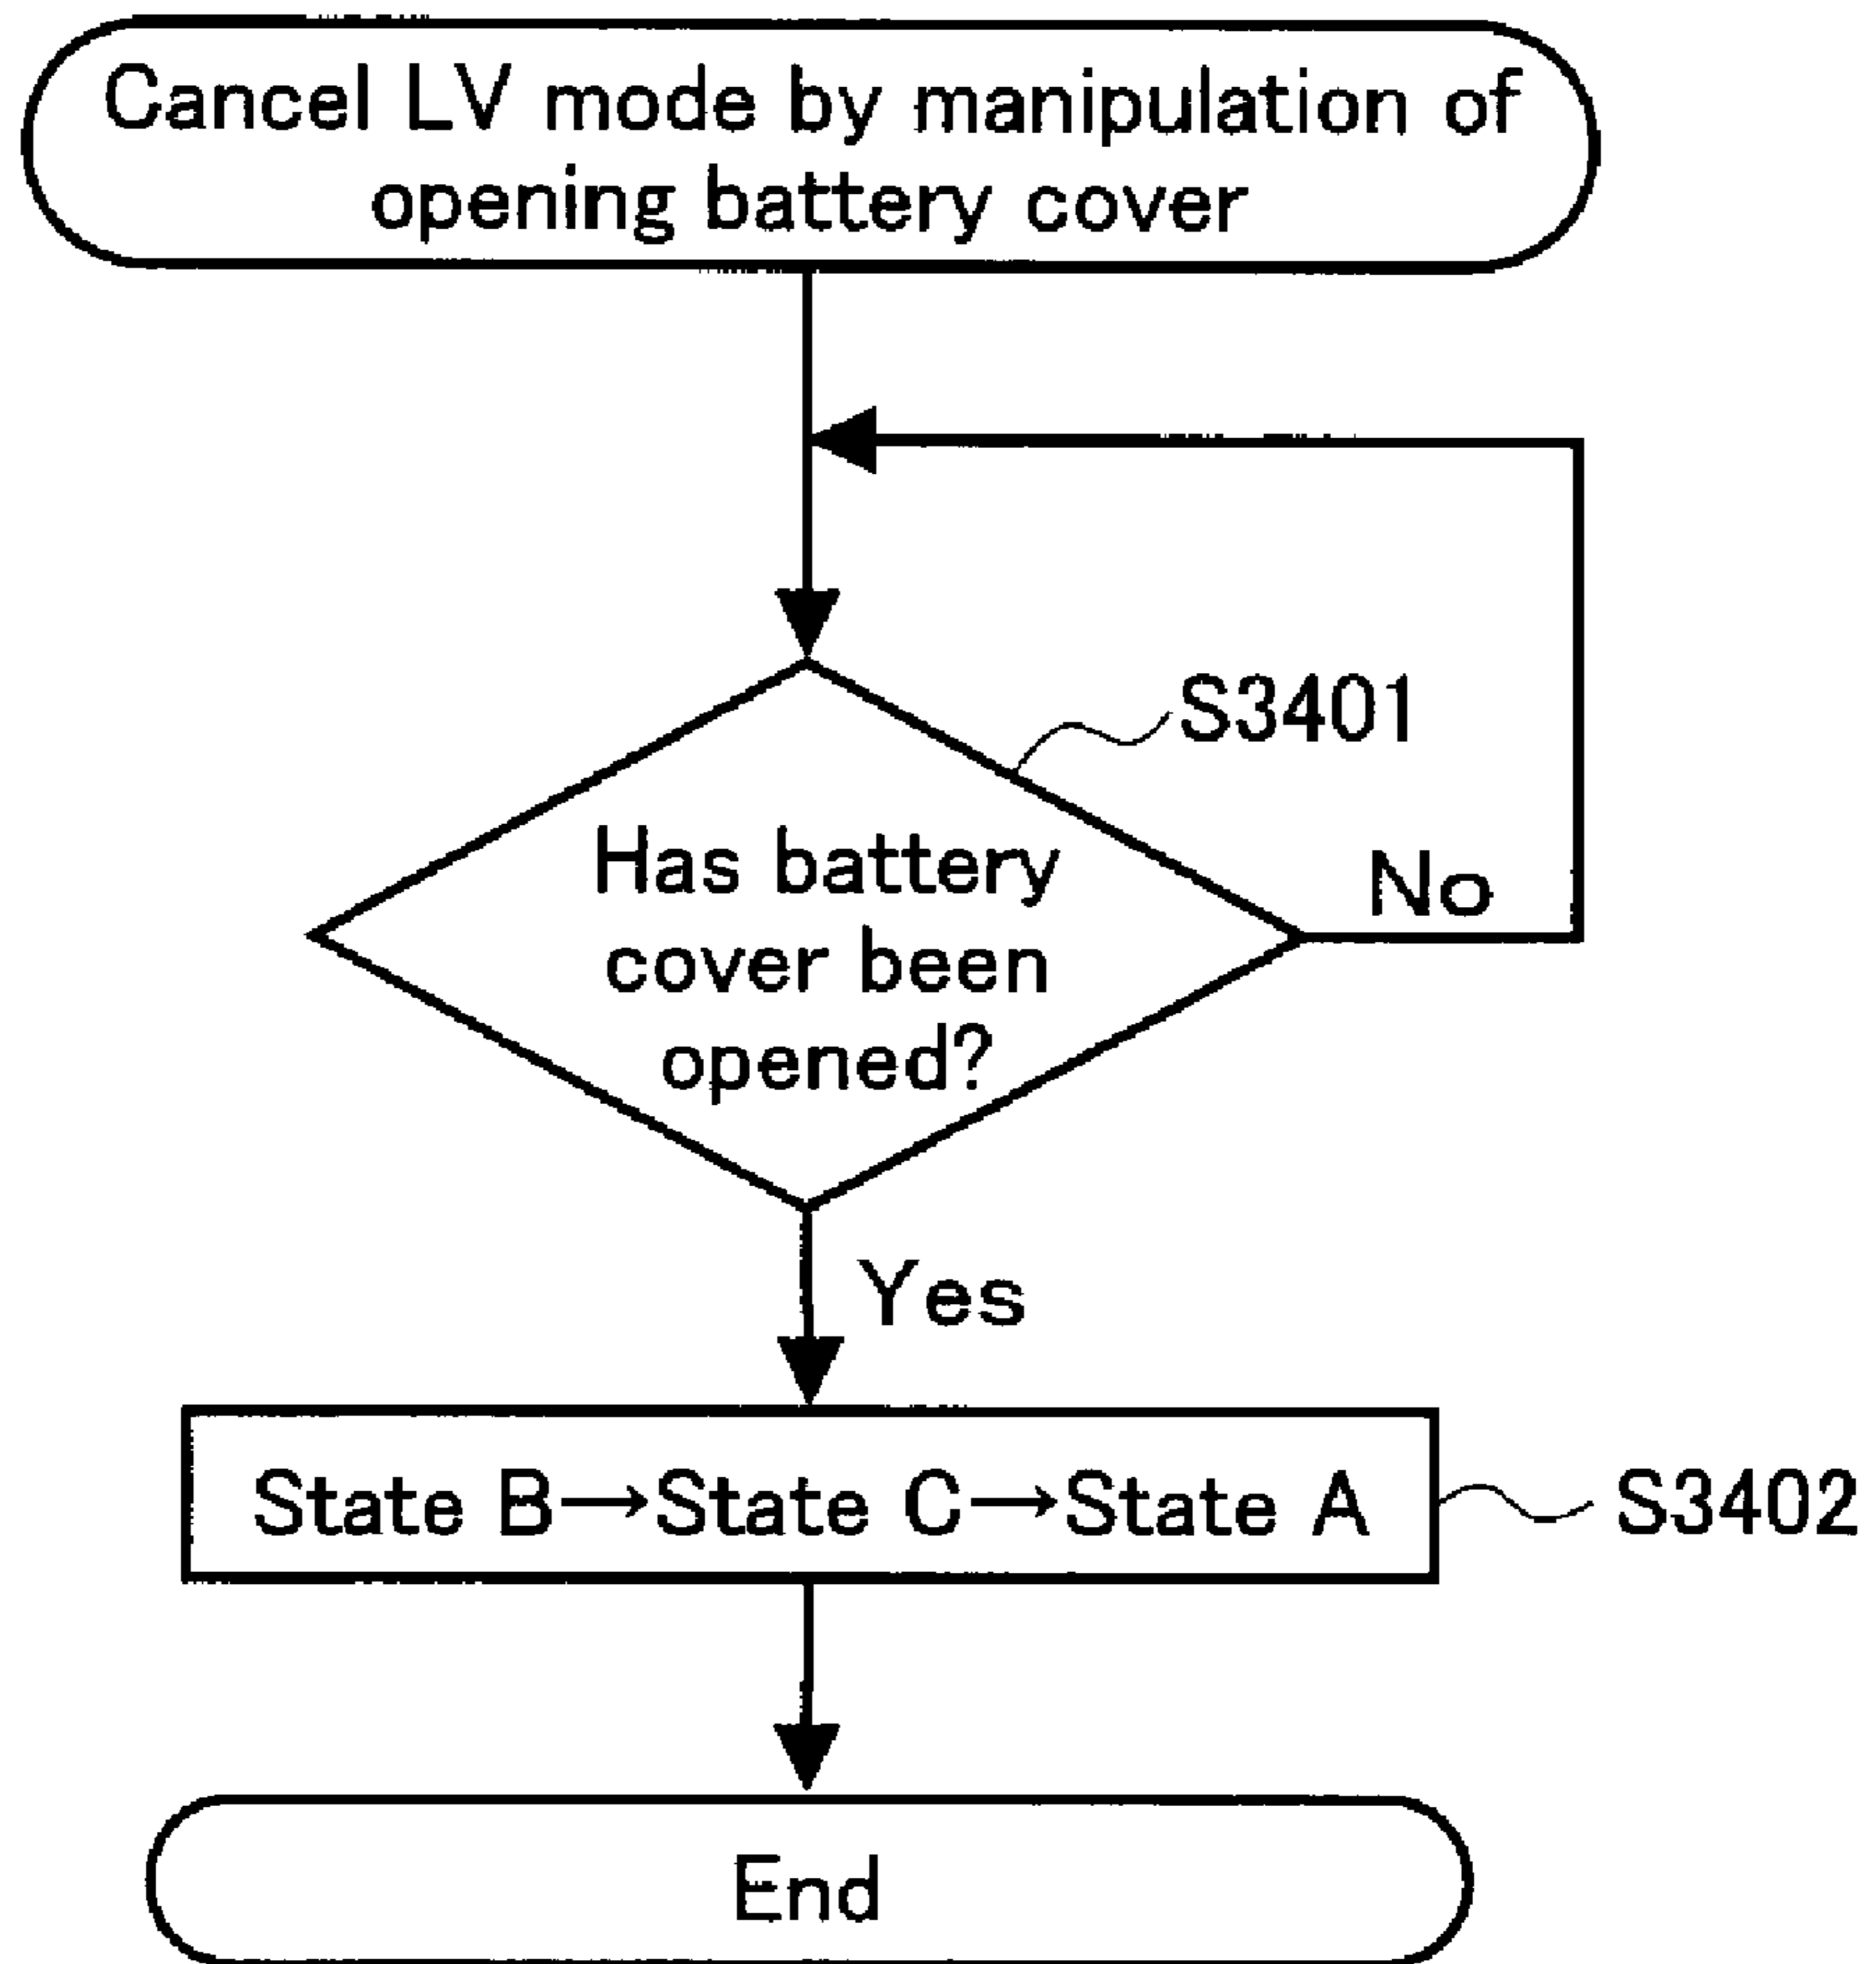 Cancel LV mode by manipulation of
opening battery cover
S3401
Has battery
cover been
opened?
No
Yes
State B→State C→State A
S3402
End